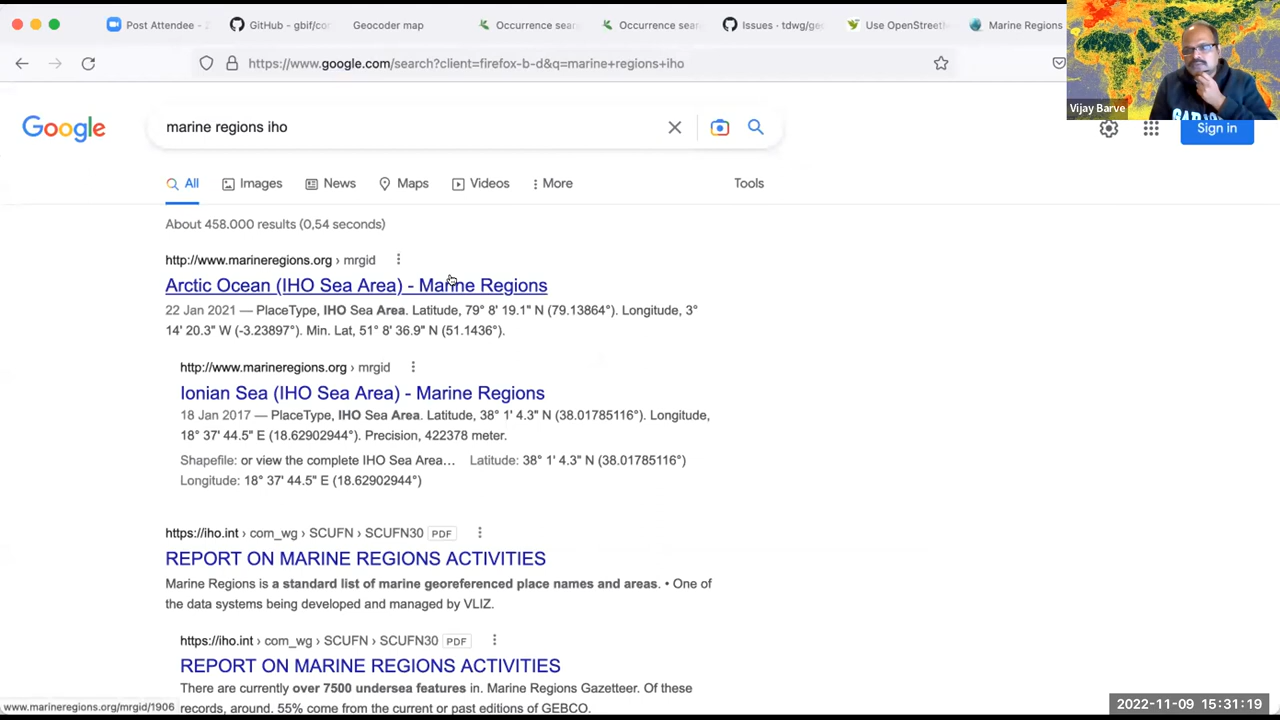 Post Attendee - Z
GitHub - gbif/co
Geocoder map
Occurrence sear
Occurrence sear
Issues · tdwg/ge
Use OpenStreetM
Marine Regions
https://www.google.com/search?client=firefox-b-d&q=marine+regions+iho
Vijay Barve
Google
marine regions iho
Sign in
All
Images
News
Maps
Videos
More
Tools
About 458.000 results (0,54 seconds)
http://www.marineregions.org › mrgid
Arctic Ocean (IHO Sea Area) - Marine Regions
22 Jan 2021 — PlaceType, IHO Sea Area. Latitude, 79° 8' 19.1" N (79.13864°). Longitude, 3°
14' 20.3" W (-3.23897°). Min. Lat, 51° 8' 36.9" N (51.1436°).
http://www.marineregions.org › mrgid
Ionian Sea (IHO Sea Area) - Marine Regions
18 Jan 2017 — PlaceType, IHO Sea Area. Latitude, 38° 1' 4.3" N (38.01785116°). Longitude,
18° 37' 44.5" E (18.62902944°). Precision, 422378 meter.
Shapefile: or view the complete IHO Sea Area... Latitude: 38° 1' 4.3" N (38.01785116°)
Longitude: 18° 37' 44.5" E (18.62902944°)
https://iho.int › com_wg › SCUFN › SCUFN30 PDF
REPORT ON MARINE REGIONS ACTIVITIES
Marine Regions is a standard list of marine georeferenced place names and areas. • One of
the data systems being developed and managed by VLIZ.
https://iho.int › com_wg › SCUFN › SCUFN30 PDF
REPORT ON MARINE REGIONS ACTIVITIES
There are currently over 7500 undersea features in. Marine Regions Gazetteer. Of these
records, around. 55% come from the current or past editions of GEBCO.
www.marineregions.org/mrgid/1906
2022-11-09 15:31:19